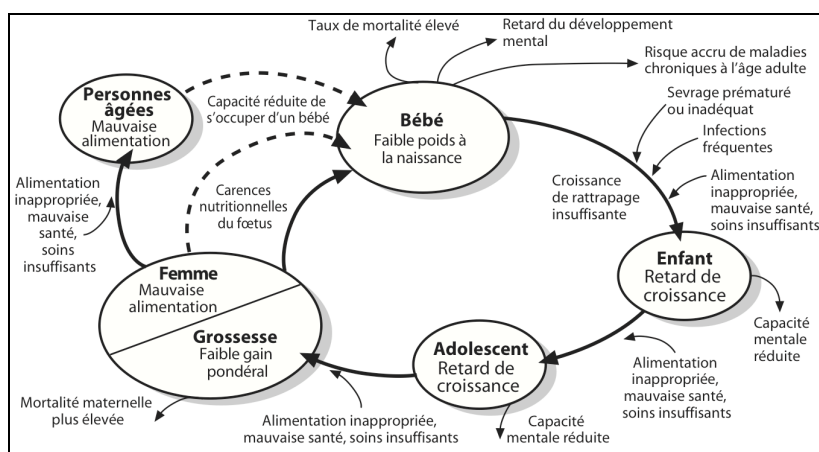 Taux de mortalité élevé
Retard du développement
mental
Risque accru de maladies
chroniques à l'âge adulte
Personnes
âgées
Mauvaise
alimentation
Capacité réduite de
s'occuper d'un bébé
Bébé
Faible poids à
la naissance
Sevrage prématuré
ou inadéquat
Infections
fréquentes
Alimentation
inappropriée,
mauvaise santé,
soins insuffisants
Croissance
de rattrapage
insuffisante
Alimentation
inappropriée,
mauvaise
santé,
soins
insuffisants
Carences
nutritionnelles
du fœtus
Femme
Mauvaise
alimentation
Grossesse
Faible gain
pondéral
Enfant
Retard de
croissance
Capacité
mentale
réduite
Adolescent
Retard de
croissance
Alimentation
inappropriée,
mauvaise santé,
soins insuffisants
Mortalité maternelle
plus élevée
Alimentation inappropriée,
mauvaise santé, soins insuffisants
Capacité
mentale réduite